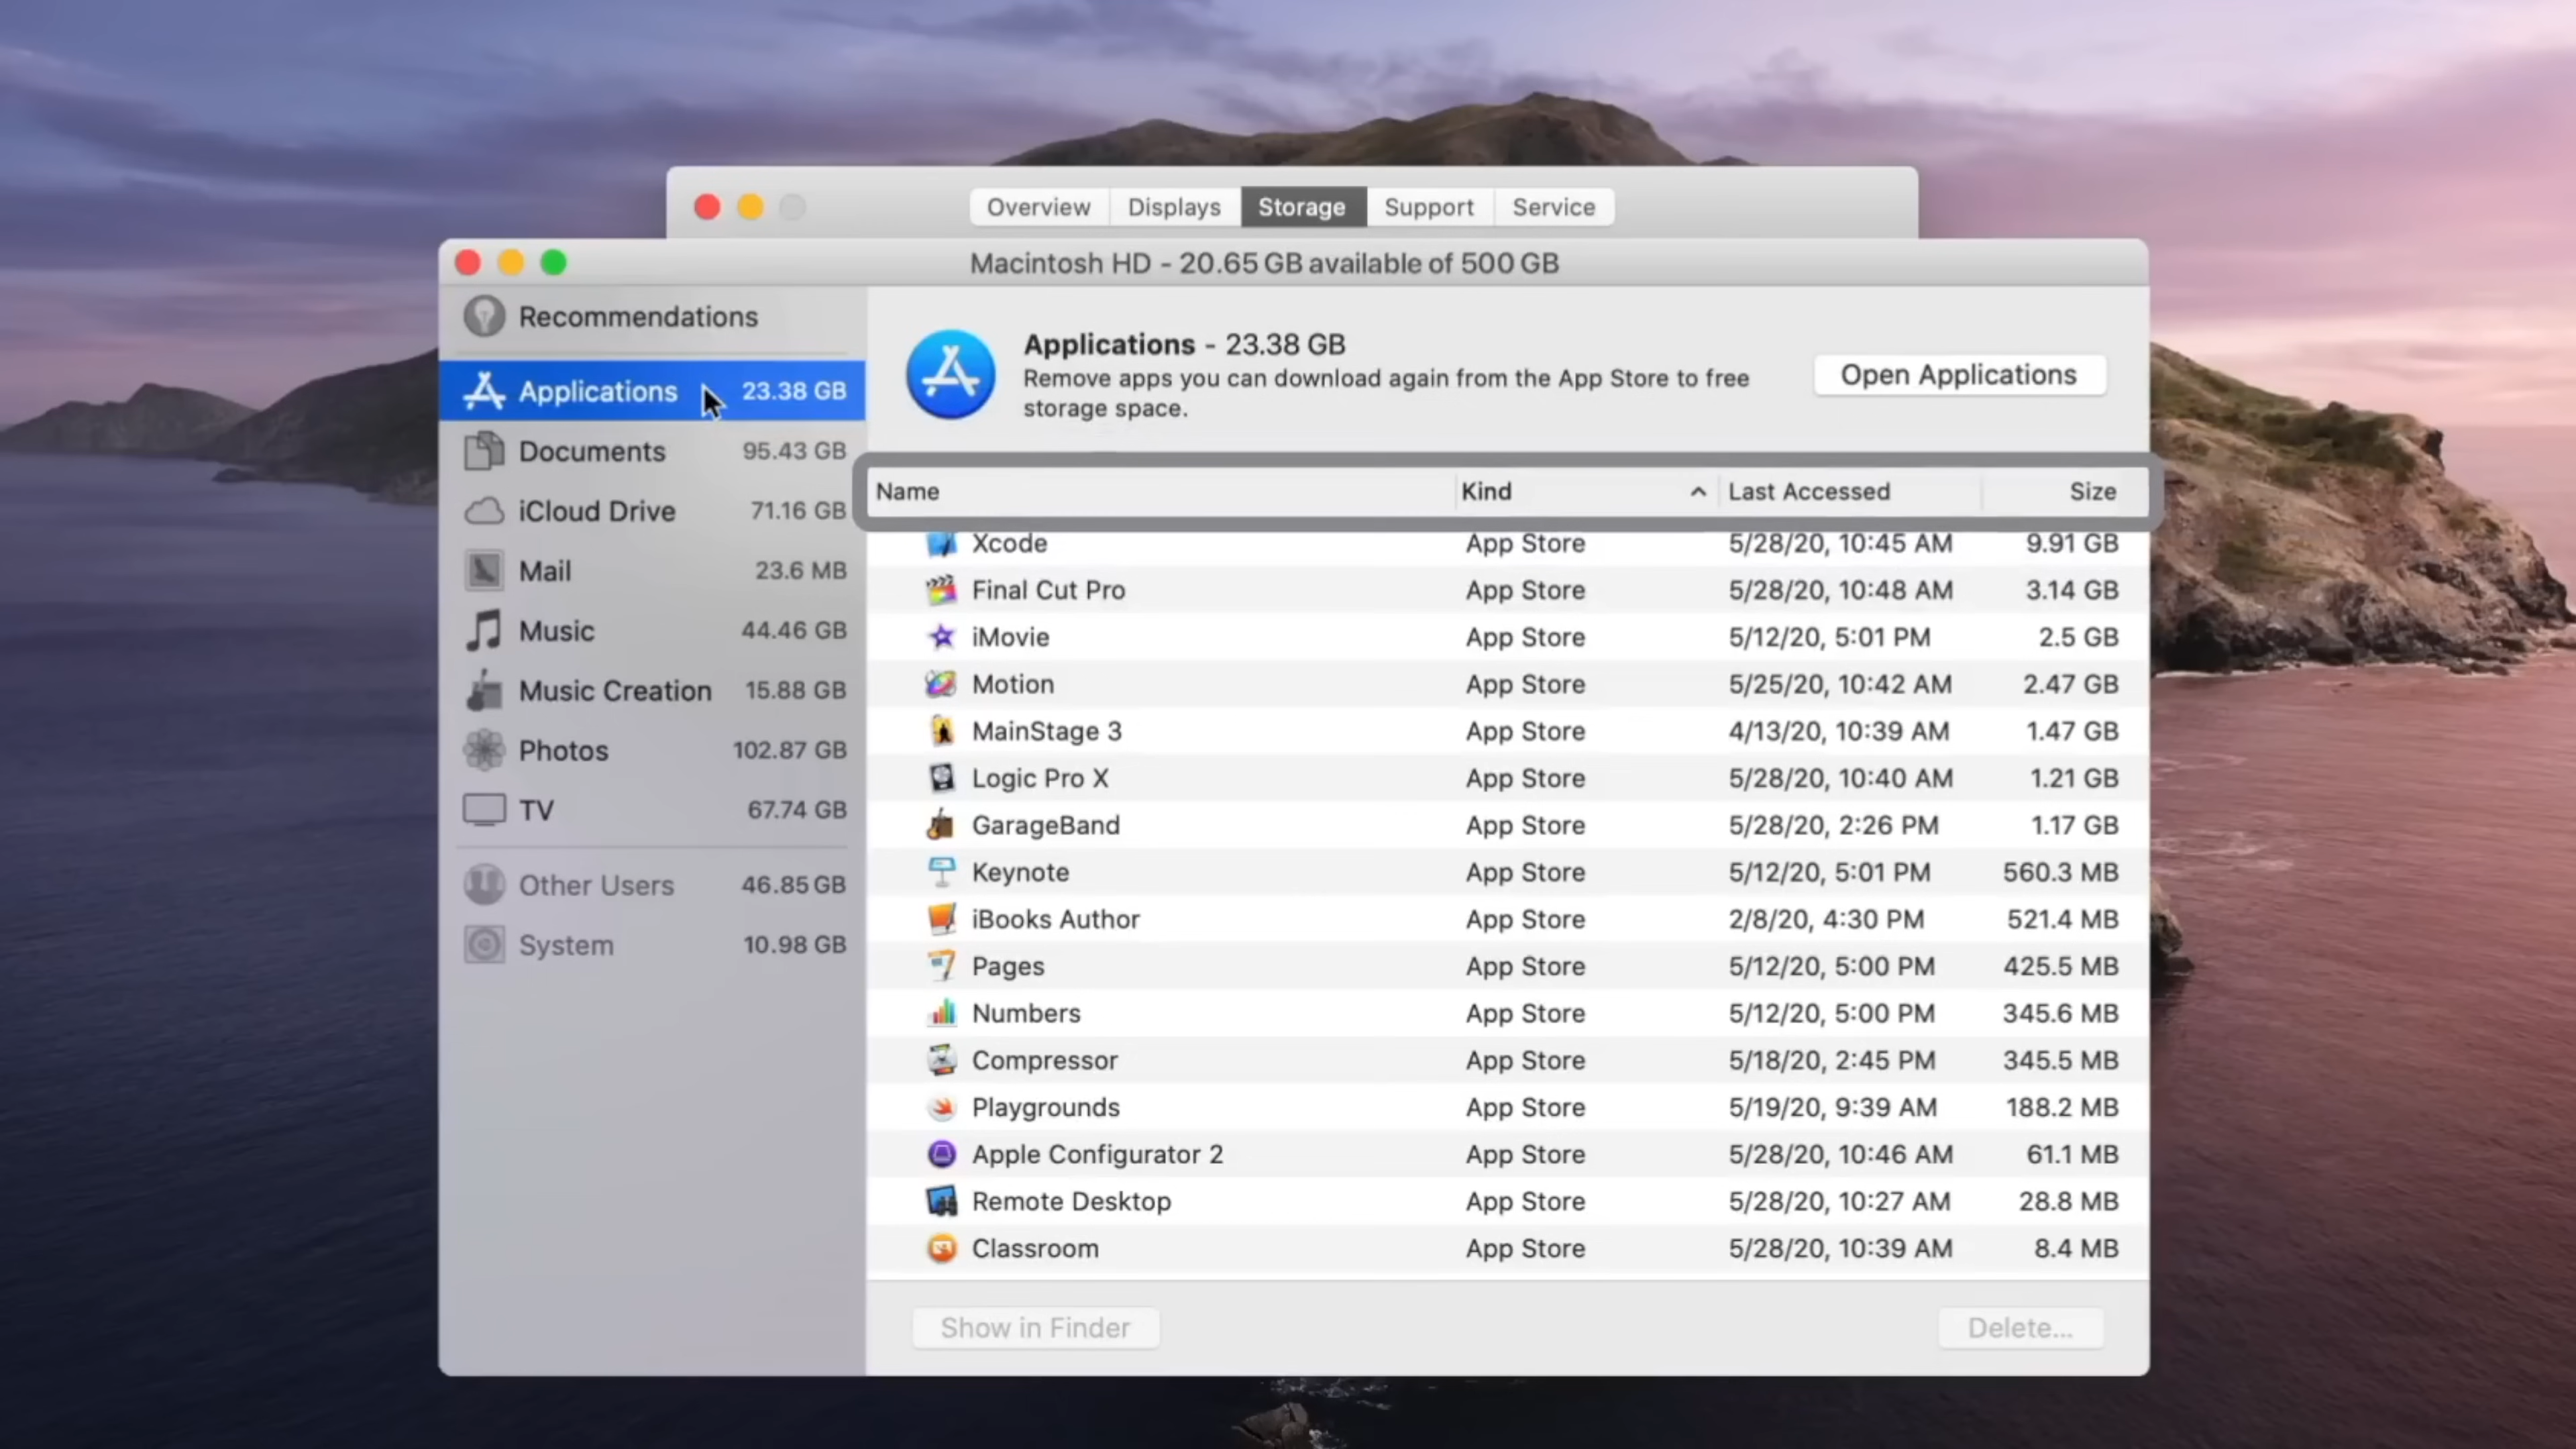 Overview Displays Storage Support Service
Macintosh HD - 20.65 GB available of 500 GB
Recommendations
Applications 23.38 GB
Documents 95.43 GB
iCloud Drive 71.16 GB
Mail 23.6 MB
Music 44.46 GB
Music Creation 15.88 GB
Photos 102.87 GB
TV 67.74 GB
Other Users 46.85 GB
System 10.98 GB
Applications - 23.38 GB
Remove apps you can download again from the App Store to free
storage space.
Open Applications
Name Kind Last Accessed Size
Xcode App Store 5/28/20, 10:45 AM 9.91 GB
Final Cut Pro App Store 5/28/20, 10:48 AM 3.14 GB
iMovie App Store 5/12/20, 5:01 PM 2.5 GB
Motion App Store 5/25/20, 10:42 AM 2.47 GB
MainStage 3 App Store 4/13/20, 10:39 AM 1.47 GB
Logic Pro X App Store 5/28/20, 10:40 AM 1.21 GB
GarageBand App Store 5/28/20, 2:26 PM 1.17 GB
Keynote App Store 5/12/20, 5:01 PM 560.3 MB
iBooks Author App Store 2/8/20, 4:30 PM 521.4 MB
Pages App Store 5/12/20, 5:00 PM 425.5 MB
Numbers App Store 5/12/20, 5:00 PM 345.6 MB
Compressor App Store 5/18/20, 2:45 PM 345.5 MB
Playgrounds App Store 5/19/20, 9:39 AM 188.2 MB
Apple Configurator 2 App Store 5/28/20, 10:46 AM 61.1 MB
Remote Desktop App Store 5/28/20, 10:27 AM 28.8 MB
Classroom App Store 5/28/20, 10:39 AM 8.4 MB
Show in Finder Delete...